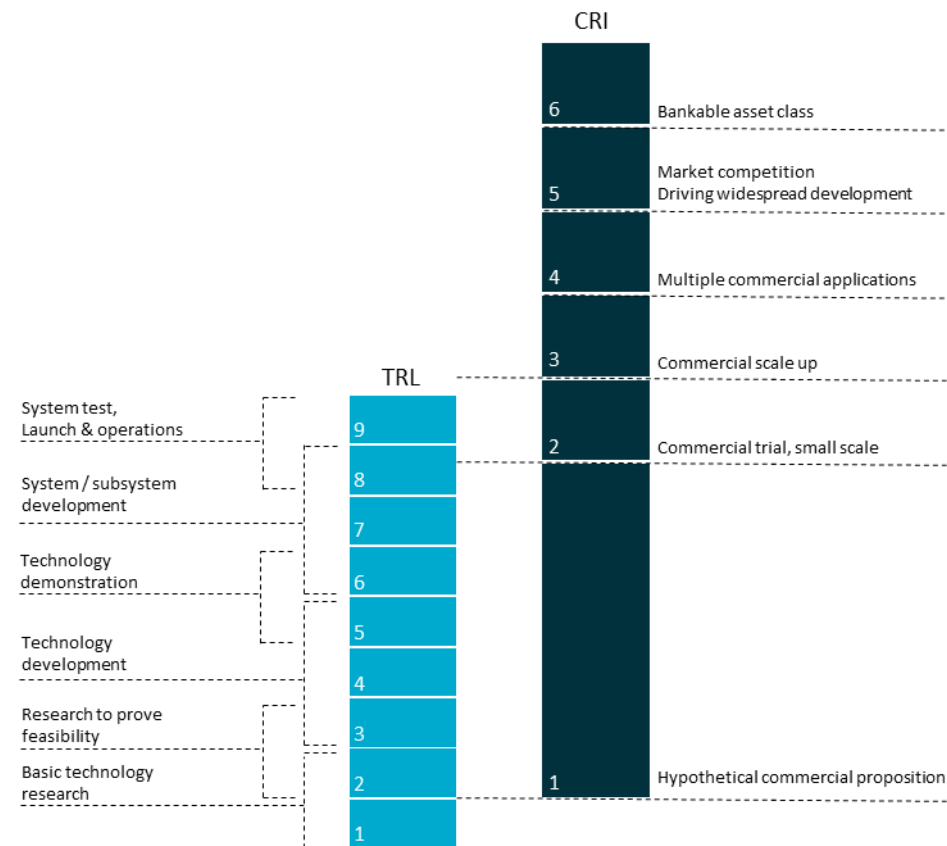 CRI
6
Bankable asset class
Market competition
5
Driving widespread development
4
Multiple commercial applications
3
Commercial scale up
TRL
System test,
Launch & operations
9
2
Commercial trial, small scale
System / subsystem
development
8
7
Technology
demonstration
6
5
Technology
development
4
Research to prove
feasibility
3
Basic technology
research
2
1
Hypothetical commercial proposition
1